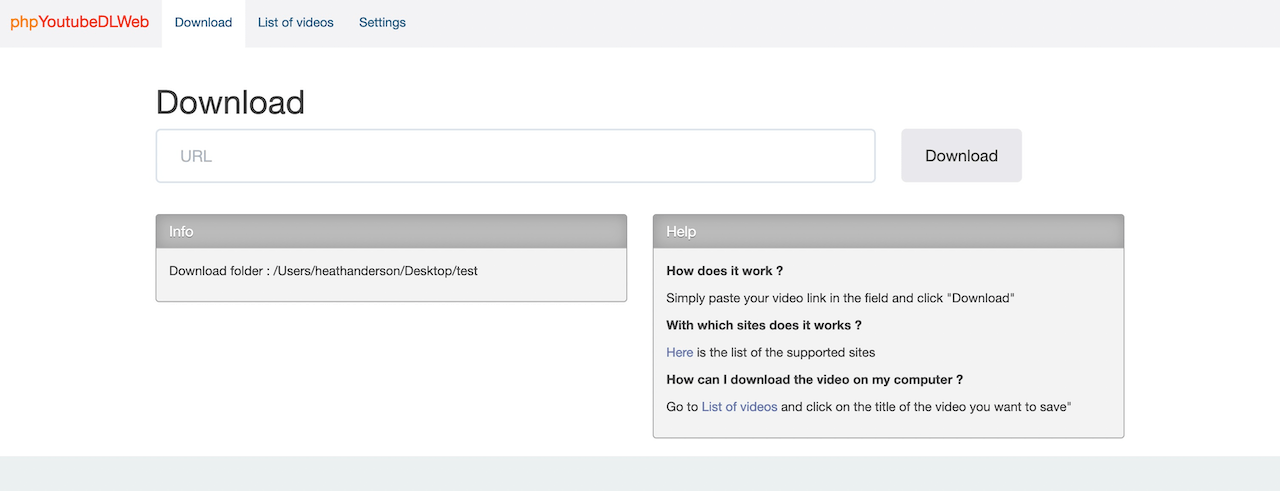 phpYoutubeDLWeb Download List of videos Settings
Download
URL Download
Info
Download folder : /Users/heathanderson/Desktop/test
Help
How does it work ?
Simply paste your video link in the field and click "Download"
With which sites does it works ?
Here is the list of the supported sites
How can I download the video on my computer ?
Go to List of videos and click on the title of the video you want to save"